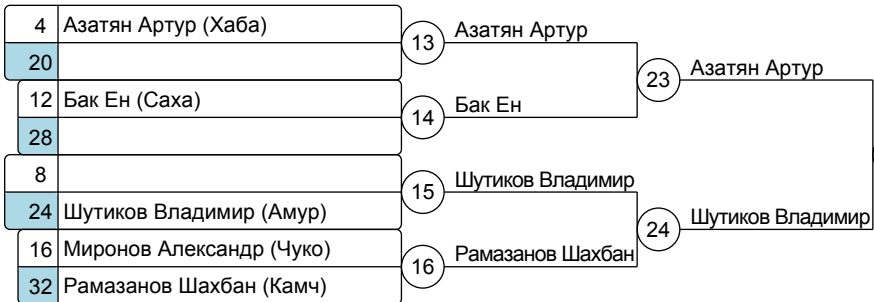 4 Азатян Артур (Хаба)
20
12 Бак Ен (Саха)
28
8
24 Шутиков Владимир (Амур)
16 Миронов Александр (Чуко)
32 Рамазанов Шахбан (Камч)
13 Азатян Артур
14 Бак Ен
15 Шутиков Владимир
16 Рамазанов Шахбан
23 Азатян Артур
24 Шутиков Владимир